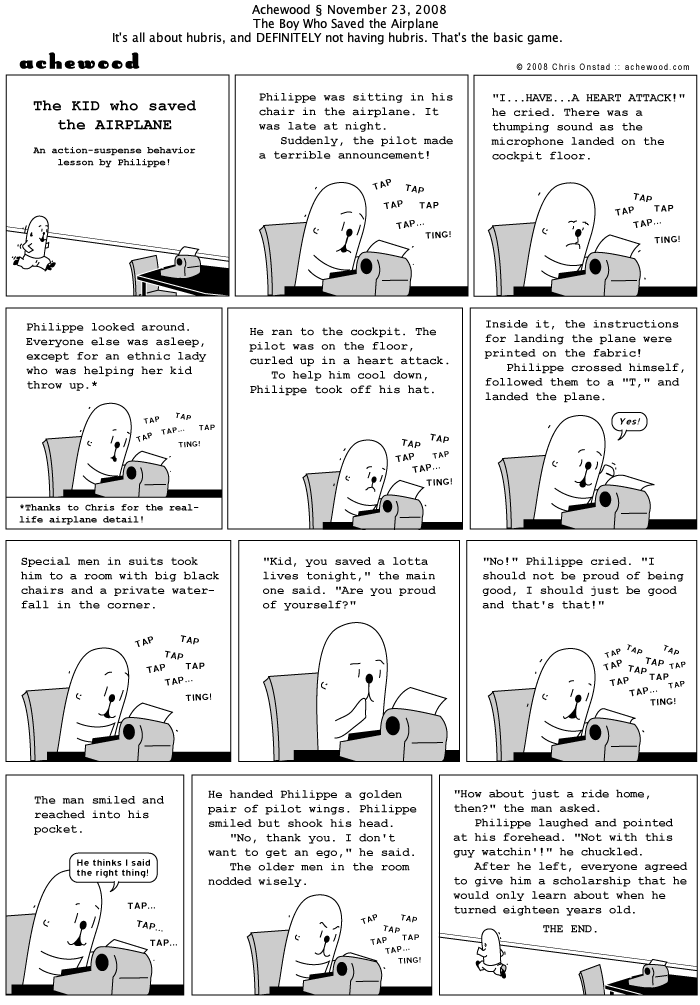 Achewood § November 23, 2008
The Boy Who Saved the Airplane
It's all about hubris, and DEFINITELY not having hubris. That's the basic game.
achewood
© 2008 Chris Onstad :: achewood.com
The KID who saved
the AIRPLANE
An action-suspense behavior
lesson by Philippe!
Philippe was sitting in his
chair in the airplane. It
was late at night.
Suddenly, the pilot made
a terrible announcement!
TAP
TAP
TAP
TAP
TAP...
TING!
"I...HAVE...A HEART ATTACK!"
he cried. There was a
thumping sound as the
microphone landed on the
cockpit floor.
TAP
TAP
TAP
TAP...
TING!
Philippe looked around.
Everyone else was asleep,
except for an ethnic lady
who was helping her kid
throw up.*
TAP
TAP
TAP
TAP...
TAP
TING!
*Thanks to Chris for the real-
life airplane detail!
He ran to the cockpit. The
pilot was on the floor,
curled up in a heart attack.
To help him cool down,
Philippe took off his hat.
TAP
TAP
TAP
TAP
TAP...
TING!
Inside it, the instructions
for landing the plane were
printed on the fabric!
Philippe crossed himself,
followed them to a "T," and
landed the plane.
Yes!
Special men in suits took
him to a room with big black
chairs and a private water-
fall in the corner.
TAP
TAP
TAP
TAP
TAP
TAP...
TING!
"Kid, you saved a lotta
lives tonight," the main
one said. "Are you proud
of yourself?"
"No!" Philippe cried. "I
should not be proud of being
good, I should just be good
and that's that!"
TAP
TAP
TAP
TAP
TAP
TAP
TAP
TAP
TAP...
TAP
TING!
The man smiled and
reached into his
pocket.
He thinks I said
the right thing!
TAP...
TAP...
TAP...
He handed Philippe a golden
pair of pilot wings. Philippe
smiled but shook his head.
"No, thank you. I don't
want to get an ego," he said.
The older men in the room
nodded wisely.
TAP
TAP
TAP
TAP
TAP...
TING!
"How about just a ride home,
then?" the man asked.
Philippe laughed and pointed
at his forehead. "Not with this
guy watchin'!" he chuckled.
After he left, everyone agreed
to give him a scholarship that he
would only learn about when he
turned eighteen years old.
THE END.